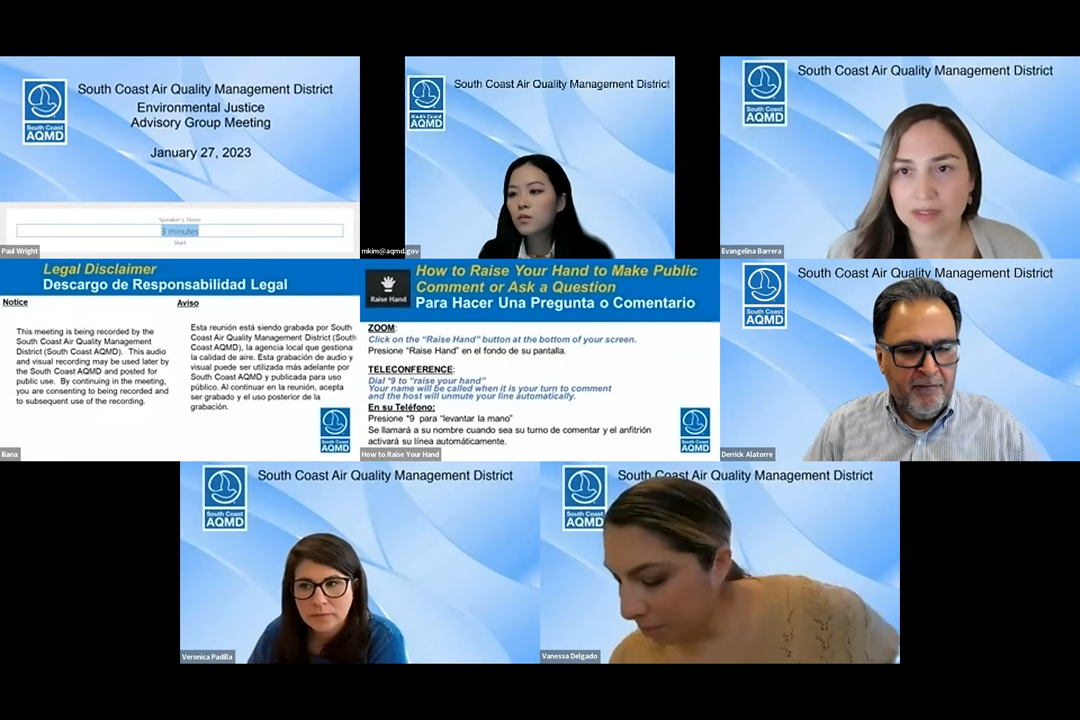 South Coast Air Quality Management District
Environmental Justice
Advisory Group Meeting
January 27, 2023
South Coast
AQMD
Speaker's Timer
3 minutes
Start
Paul Wright
South Coast Air Quality Management District
South Coast
AQMD
mkim@aqmd.gov
South Coast Air Quality Management District
South Coast
AQMD
Evangelina Barrera
Legal Disclaimer
Descargo de Responsabilidad Legal
Notice
This meeting is being recorded by the
South Coast Air Quality Management
District (South Coast AQMD). This audio
and visual recording may be used later by
the South Coast AQMD and posted for
public use. By continuing in the meeting,
you are consenting to being recorded and
to subsequent use of the recording.
Aviso
Esta reunión está siendo grabada por South
Coast Air Quality Management District (South
Coast AQMD), la agencia local que gestiona
la calidad de aire. Esta grabación de audio y
visual puede ser utilizada más adelante por
South Coast AQMD y publicada para uso
público. Al continuar en la reunión, acepta
ser grabado y el uso posterior de la
grabación.
South Coast
AQMD
Iliana
Raise Hand
How to Raise Your Hand to Make Public
Comment or Ask a Question
Para Hacer Una Pregunta o Comentario
ZOOM:
Click on the “Raise Hand” button at the bottom of your screen.
Presione “Raise Hand” en el fondo de su pantalla.
TELECONFERENCE:
Dial *9 to “raise your hand”
Your name will be called when it is your turn to comment
and the host will unmute your line automatically.
En su Teléfono:
Presione *9 para “levantar la mano”
Se llamará a su nombre cuando sea su turno de comentar y el anfitrión
activará su línea automáticamente.
South Coast
AQMD
How to Raise Your Hand
South Coast Air Quality Management District
South Coast
AQMD
Derrick Alatorre
South Coast Air Quality Management District
South Coast
AQMD
Veronica Padilla
South Coast Air Quality Management District
South Coast
AQMD
Vanessa Delgado